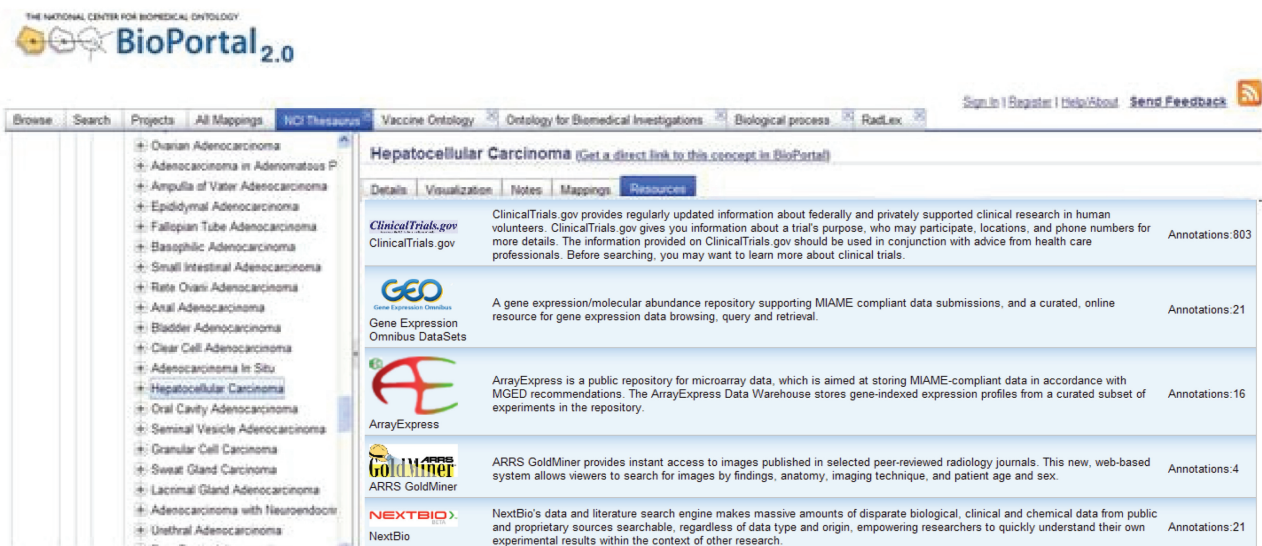 THE NATIONAL CENTER FOR BIOMEDICAL ONTOLOGY
BioPortal 2.0
Sign In | Register | Help/About Send Feedback
Browse Search Projects All Mappings NCI Thesaurus Vaccine Ontology Ontology for Biomedical Investigations Biological process RadLex
Ovarian Adenocarcinoma
Adenocarcinoma in Adenomatous P
Ampulla of Vater Adenocarcinoma
Epididymal Adenocarcinoma
Fallopian Tube Adenocarcinoma
Basophilic Adenocarcinoma
Small Intestinal Adenocarcinoma
Rete Ovarii Adenocarcinoma
Anal Adenocarcinoma
Bladder Adenocarcinoma
Clear Cell Adenocarcinoma
Adenocarcinoma In Situ
Hepatocellular Carcinoma
Oral Cavity Adenocarcinoma
Seminal Vesicle Adenocarcinoma
Granular Cell Carcinoma
Sweat Gland Carcinoma
Lacrimal Gland Adenocarcinoma
Adenocarcinoma with Neuroendocrin
Urethral Adenocarcinoma
Hepatocellular Carcinoma (Get a direct link to this concept in BioPortal)
Details Visualization Notes Mappings Resources
ClinicalTrials.gov
ClinicalTrials.gov
ClinicalTrials.gov provides regularly updated information about federally and privately supported clinical research in human
volunteers. ClinicalTrials.gov gives you information about a trial's purpose, who may participate, locations, and phone numbers for
more details. The information provided on ClinicalTrials.gov should be used in conjunction with advice from health care
professionals. Before searching, you may want to learn more about clinical trials.
Annotations:803
GEO
Gene Expression Omnibus
Gene Expression
Omnibus DataSets
A gene expression/molecular abundance repository supporting MIAME compliant data submissions, and a curated, online
resource for gene expression data browsing, query and retrieval.
Annotations:21
ArrayExpress
ArrayExpress is a public repository for microarray data, which is aimed at storing MIAME-compliant data in accordance with
MGED recommendations. The ArrayExpress Data Warehouse stores gene-indexed expression profiles from a curated subset of
experiments in the repository.
Annotations:16
ARRS
GoldMiner
ARRS GoldMiner
ARRS GoldMiner provides instant access to images published in selected peer-reviewed radiology journals. This new, web-based
system allows viewers to search for images by findings, anatomy, imaging technique, and patient age and sex.
Annotations:4
NEXTBIO
BETA
NextBio
NextBio's data and literature search engine makes massive amounts of disparate biological, clinical and chemical data from public
and proprietary sources searchable, regardless of data type and origin, empowering researchers to quickly understand their own
experimental results within the context of other research.
Annotations:21